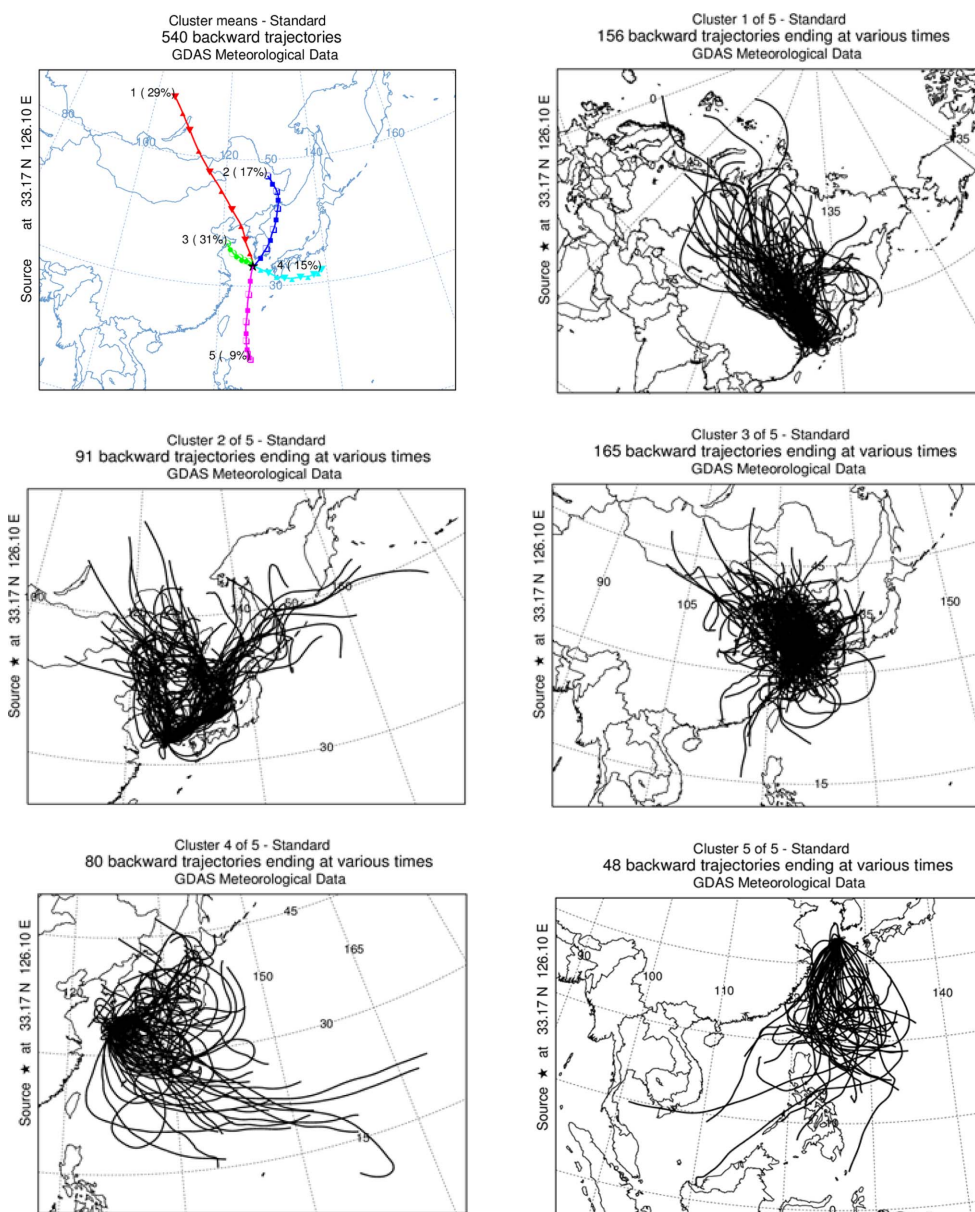 Cluster means - Standard
540 backward trajectories
GDAS Meteorological Data
Source ★ at 33.17 N 126.10 E
1 ( 29%)
80
160
100
120
50
140
2 ( 17%)
3 ( 31%)
4 ( 15%)
30
5 ( 9%)
Cluster 1 of 5 - Standard
156 backward trajectories ending at various times
GDAS Meteorological Data
Source ★ at 33.17 N 126.10 E
0
45
135
135
Cluster 2 of 5 - Standard
91 backward trajectories ending at various times
GDAS Meteorological Data
Source ★ at 33.17 N 126.10 E
100
140
50
160
30
Cluster 3 of 5 - Standard
165 backward trajectories ending at various times
GDAS Meteorological Data
Source ★ at 33.17 N 126.10 E
90
105
45
150
15
Cluster 4 of 5 - Standard
80 backward trajectories ending at various times
GDAS Meteorological Data
Source ★ at 33.17 N 126.10 E
45
165
150
120
30
15
Cluster 5 of 5 - Standard
48 backward trajectories ending at various times
GDAS Meteorological Data
Source ★ at 33.17 N 126.10 E
90
100
110
140
10